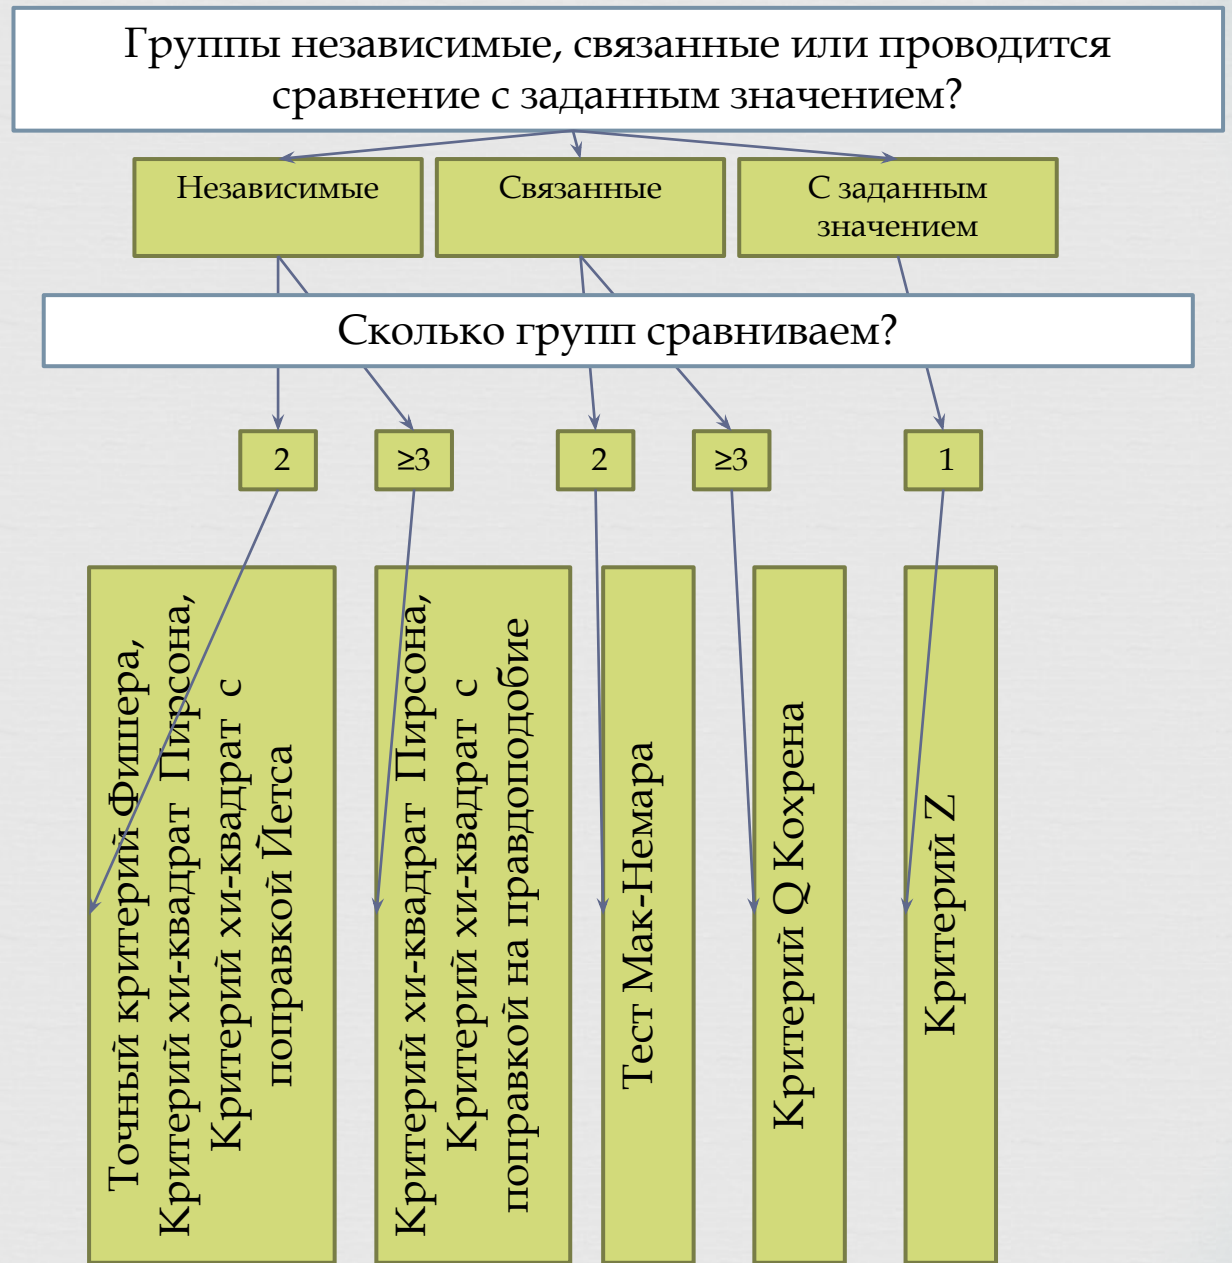 Группы независимые, связанные или проводится
сравнение с заданным значением?
Независимые
Связанные
С заданным
значением
Сколько групп сравниваем?
2
≥3
2
≥3
1
Точный критерий Фишера,
Критерий хи-квадрат Пирсона,
Критерий хи-квадрат с
поправкой Йетса
Критерий хи-квадрат Пирсона,
Критерий хи-квадрат с
поправкой на правдоподобие
Тест Мак-Немара
Критерий Q Кохрена
Критерий Z